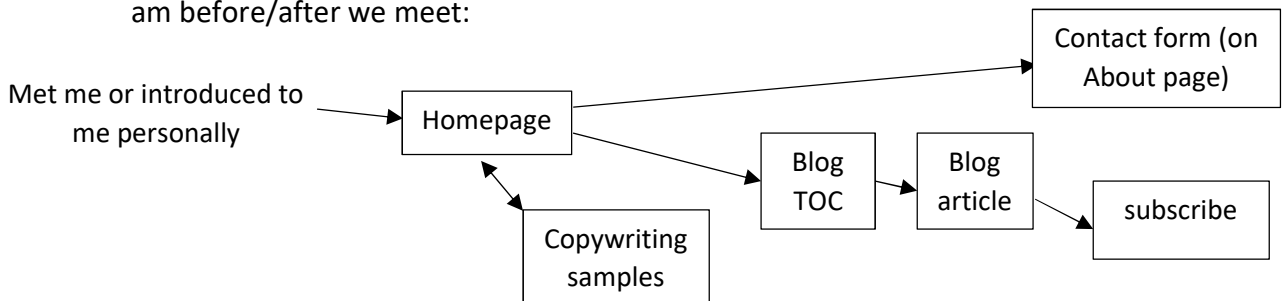 am before/after we meet:
Met me or introduced to
me personally
Homepage
Contact form (on
About page)
Blog
TOC
Blog
article
subscribe
Copywriting
samples